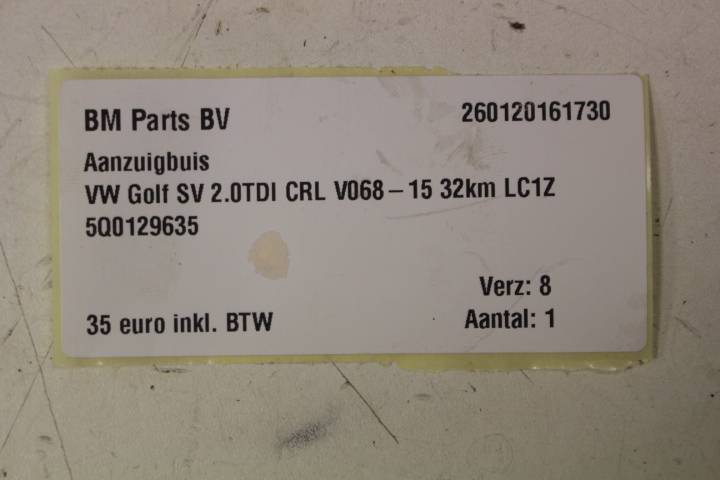 BM Parts BV 260120161730
Aanzuigbuis
VW Golf SV 2.0TDI CRL V068-15 32km LC1Z
5Q0129635
Verz: 8
35 euro inkl. BTW Aantal: 1